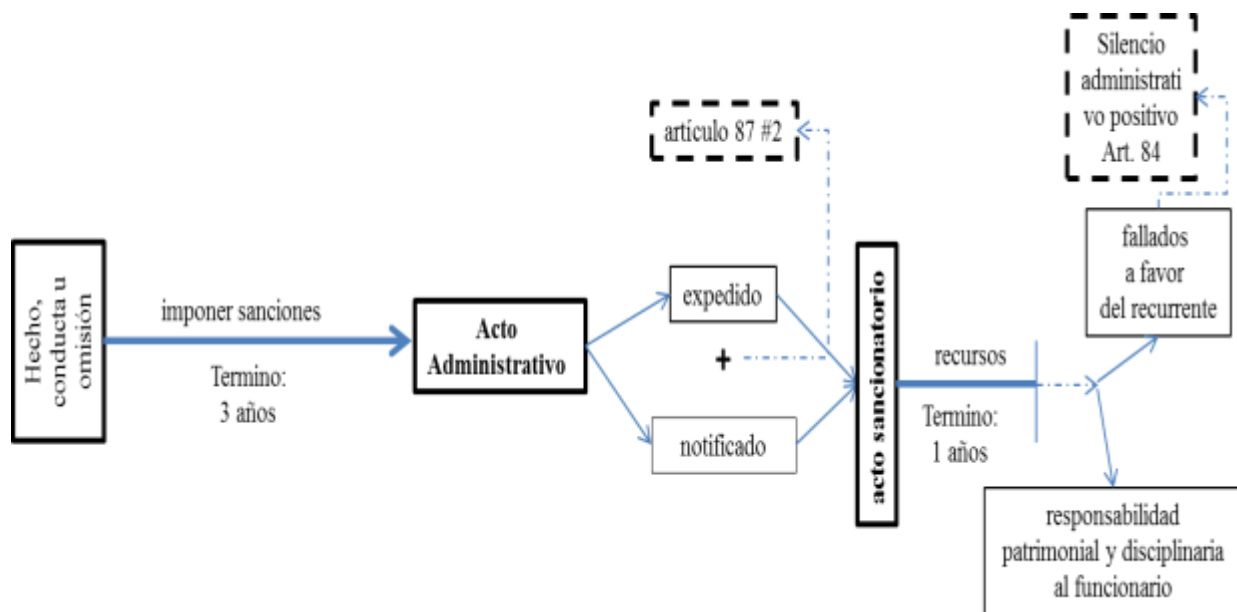 Hecho,
conducta u
omisión
imponer sanciones
Termino:
3 años
Acto
Administrativo
artículo 87 #2
expedido
+
notificado
acto sancionatorio
recursos
Termino:
1 años
Silencio
administrati
vo positivo
Art. 84
fallados
a favor
del recurrente
responsabilidad
patrimonial y disciplinaria
al funcionario